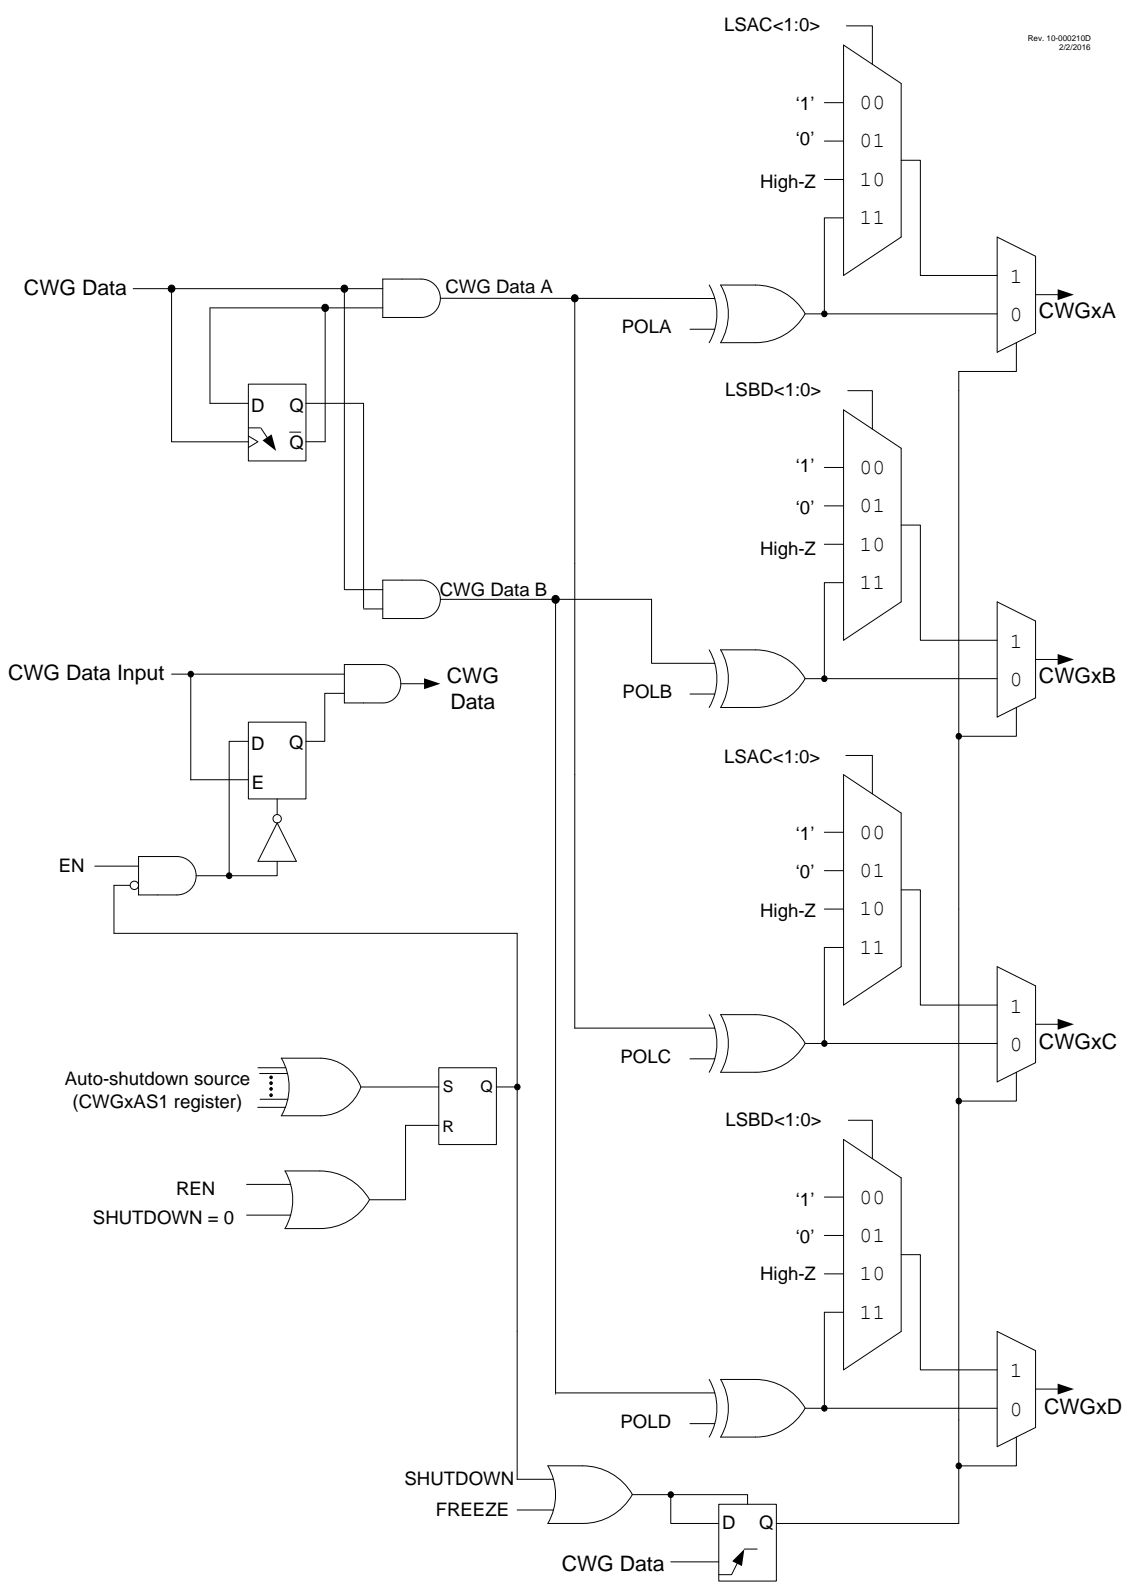 LSAC<1:0>
Rev. 10-000210D
2/2/2016
'1'
00
'0'
01
High-Z
10
11
CWG Data
CWG Data A
1
POLA
0
CWGxA
LSBD<1:0>
D Q
Q
'1'
00
'0'
01
High-Z
10
11
CWG Data B
1
CWG Data Input
CWG
Data
POLB
0
CWGxB
D Q
E
LSAC<1:0>
'1'
00
EN
'0'
01
High-Z
10
11
1
POLC
0
CWGxC
Auto-shutdown source
(CWGxAS1 register)
S Q
R
LSBD<1:0>
REN
SHUTDOWN = 0
'1'
00
'0'
01
High-Z
10
11
1
POLD
0
CWGxD
SHUTDOWN
FREEZE
D Q
CWG Data